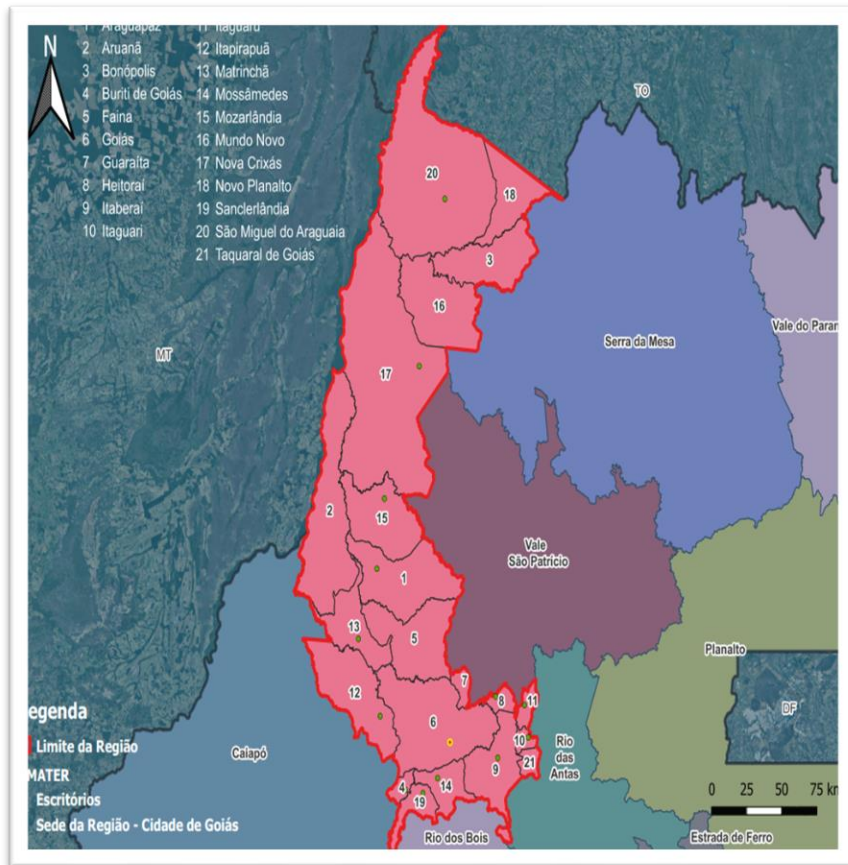 1 Araguapaz
2 Aruanã
3 Bonópolis
4 Buriti de Goiás
5 Faina
6 Goiás
7 Guaraíta
8 Heitoraí
9 Itaberaí
10 Itaguari
11 Itaguaru
12 Itapirapuã
13 Matrinchã
14 Mossâmedes
15 Mozarlândia
16 Mundo Novo
17 Nova Crixás
18 Novo Planalto
19 Sanclerlândia
20 São Miguel do Araguaia
21 Taquaral de Goiás
N
TO
20
18
3
16
Serra da Mesa
Vale do Paran
MT
17
2
15
Vale
São Patrício
1
13
5
Planalto
7
12
8
11
6
DF
10
Rio
das
Antas
Caiapó
9
21
4
14
19
Rio dos Bois
Estrada de Ferro
egenda
Limite da Região
MATER
Escritórios
Sede da Região - Cidade de Goiás
0 25 50 75 km